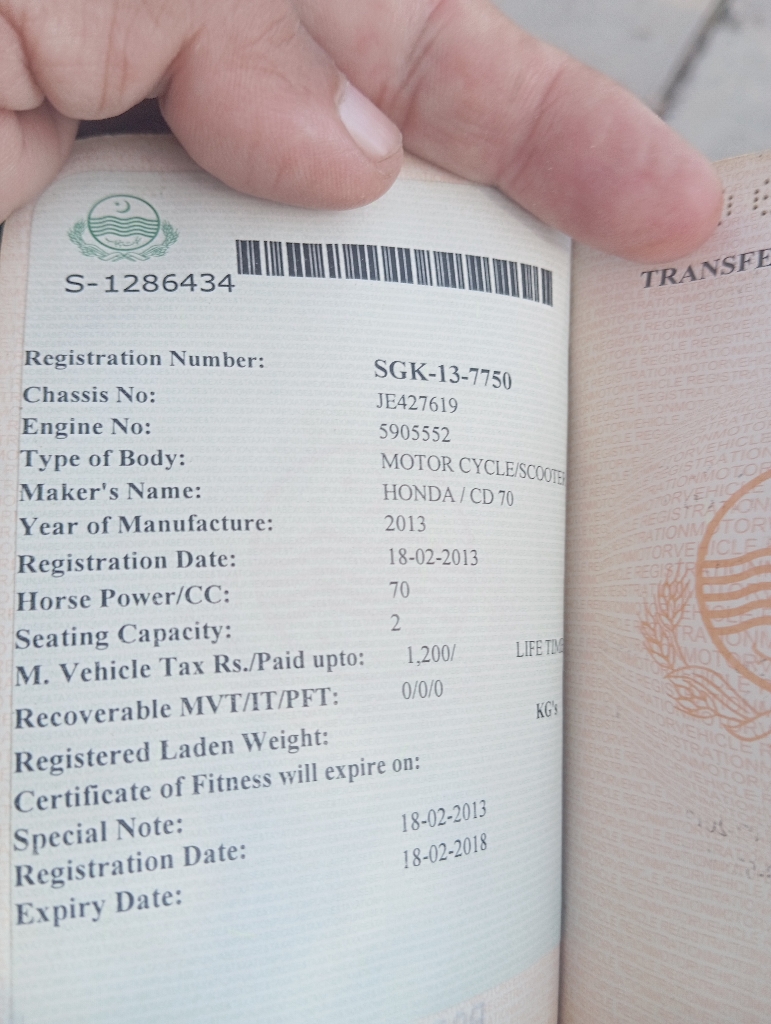 S-1286434
Registration Number: SGK-13-7750
Chassis No: JE427619
Engine No: 5905552
Type of Body: MOTOR CYCLE/SCOOTER
Maker's Name: HONDA / CD 70
Year of Manufacture: 2013
Registration Date: 18-02-2013
Horse Power/CC: 70
Seating Capacity: 2
M. Vehicle Tax Rs./Paid upto: 1,200/ LIFE TIME
Recoverable MVT/IT/PFT: 0/0/0
Registered Laden Weight: KG's
Certificate of Fitness will expire on:
Special Note:
Registration Date: 18-02-2013
Expiry Date: 18-02-2018
TRANSFE